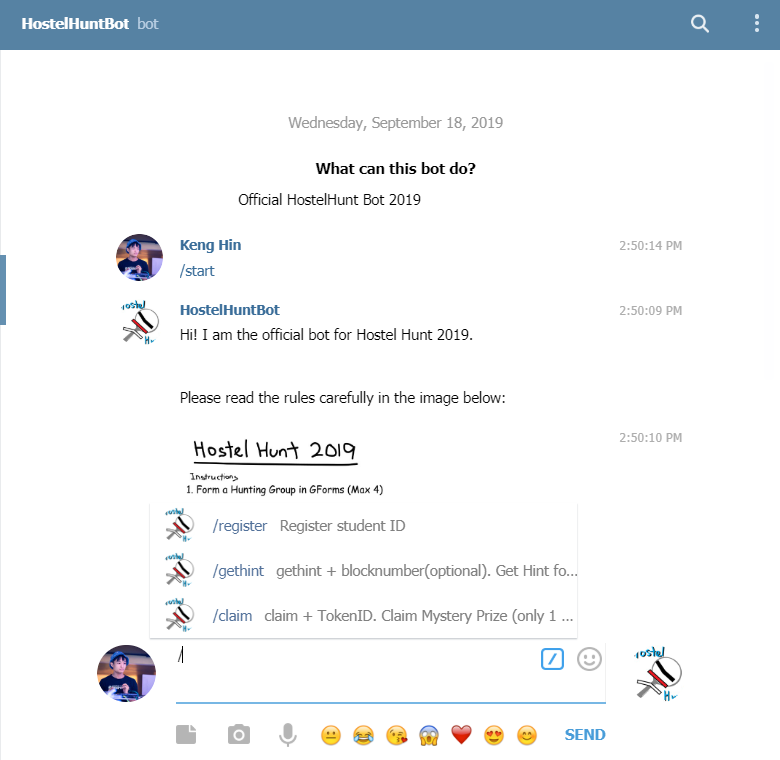 HostelHuntBot bot
Wednesday, September 18, 2019
What can this bot do?
Official HostelHunt Bot 2019
Keng Hin 2:50:14 PM
/start
HostelHuntBot 2:50:09 PM
Hi! I am the official bot for Hostel Hunt 2019.
Please read the rules carefully in the image below:
2:50:10 PM
Hostel Hunt 2019
Instructions
1. Form a Hunting Group in GForms (Max 4)
/register Register student ID
/gethint gethint + blocknumber(optional). Get Hint fo...
/claim claim + TokenID. Claim Mystery Prize (only 1 ...
/
SEND